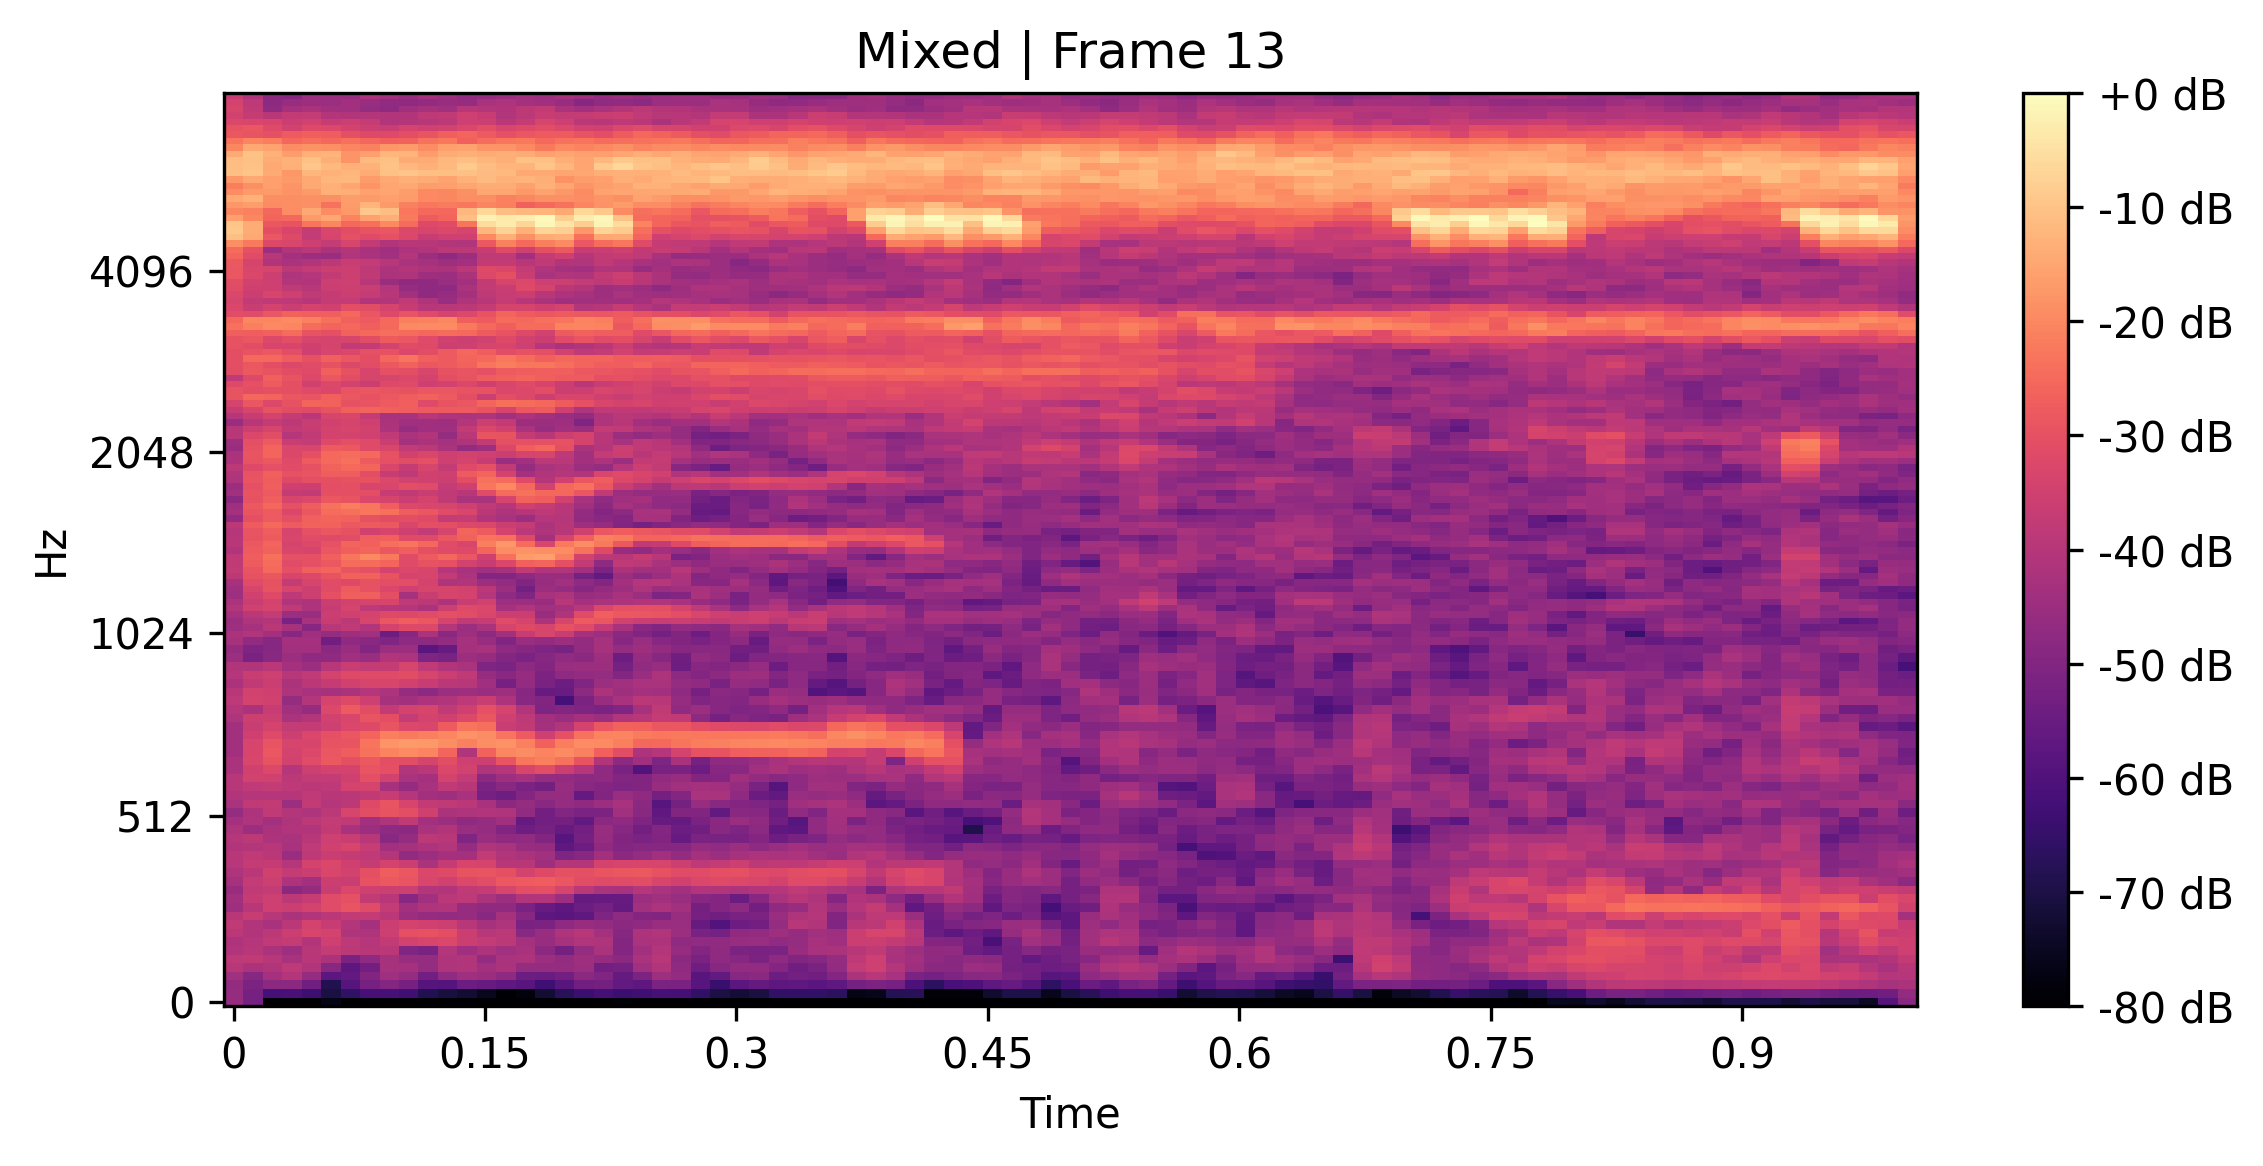 Mixed | Frame 13
+0 dB
-10 dB
-20 dB
-30 dB
-40 dB
-50 dB
-60 dB
-70 dB
-80 dB
Hz
4096
2048
1024
512
0
0 0.15 0.3 0.45 0.6 0.75 0.9
Time